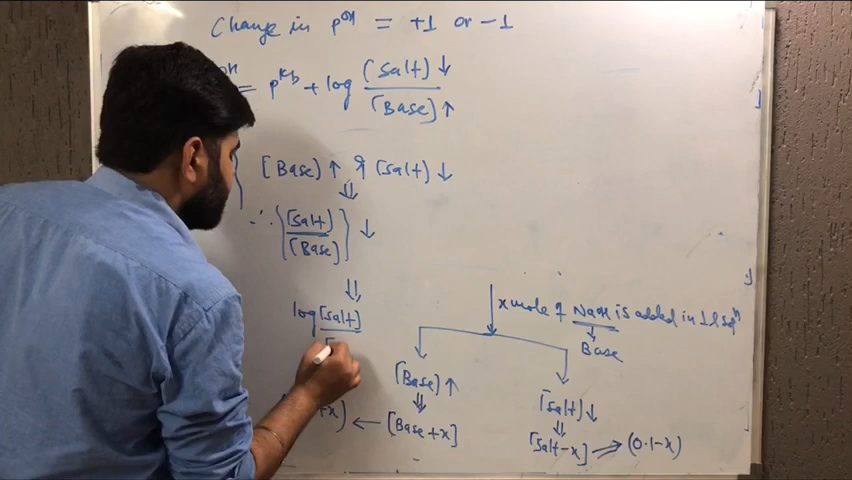 Change in pOH = +1 or -1
= pKb + log [Salt] ↓
[Base] ↑
[Base] ↑ & [Salt] ↓
⇓
∴ {[Salt]
[Base]} ↓
⇓
log [Salt]
x mole of NaOH is added in 1 l solⁿ
Base
[Base] ↑
[Salt] ↓
⇓
⇓
+x) ← [Base+x]
[Salt-x] ⇒ (0.1-x)